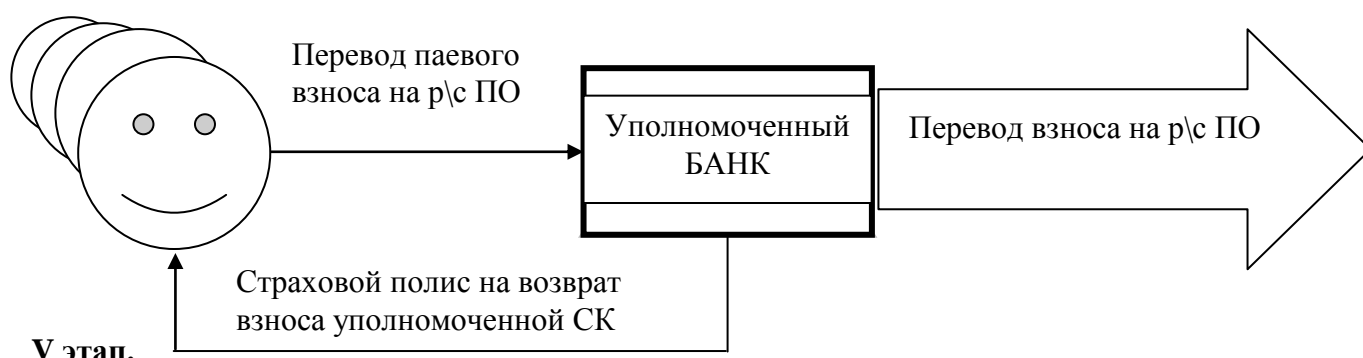 Перевод паевого
взноса на р\с ПО
Уполномоченный
БАНК
Перевод взноса на р\с ПО
Страховой полис на возврат
взноса уполномоченной СК
V этап.